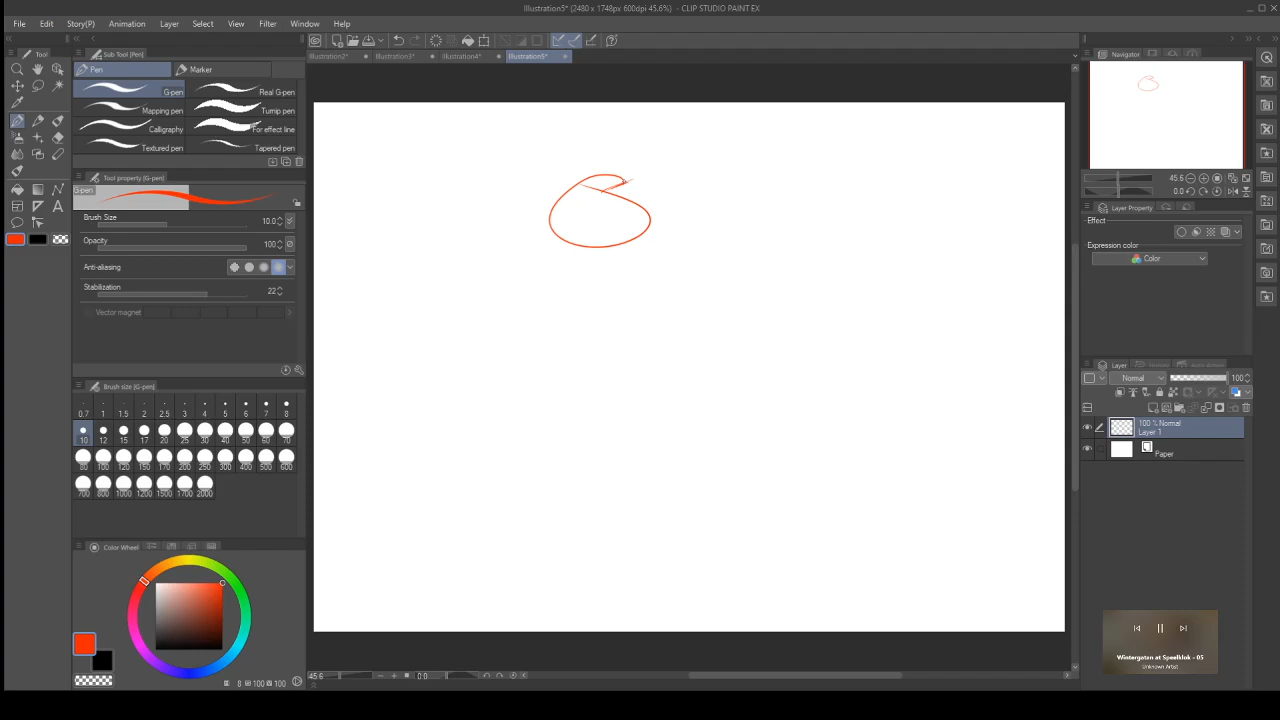 Illustration5* (2480 x 1748px 600dpi 45.6%) - CLIP STUDIO PAINT EX
File Edit Story(P) Animation Layer Select View Filter Window Help
Tool
Sub Tool [Pen]
Illustration2* Illustration3* Illustration4* Illustration5*
Navigator
Pen Marker
G-pen Real G-pen
Mapping pen Turnip pen
Calligraphy For effect line
Textured pen Tapered pen
Tool property [G-pen]
G-pen
Brush Size 10.0
Opacity 100
Anti-aliasing
Stabilization 22
Vector magnet
45.6
0.0
Layer Property
Effect
Expression color
Color
Brush size [G-pen]
0.7 1 1.5 2 2.5 3 4 5 6 7 8
10 12 15 17 20 25 30 40 50 60 70
80 100 120 150 170 200 250 300 400 500 600
700 800 1000 1200 1500 1700 2000
Layer
Normal 100
100 % Normal
Layer 1
Paper
Color Wheel
8 100 100
45.6 0.0
Wintergatan at Speelklok - 05
Unknown Artist